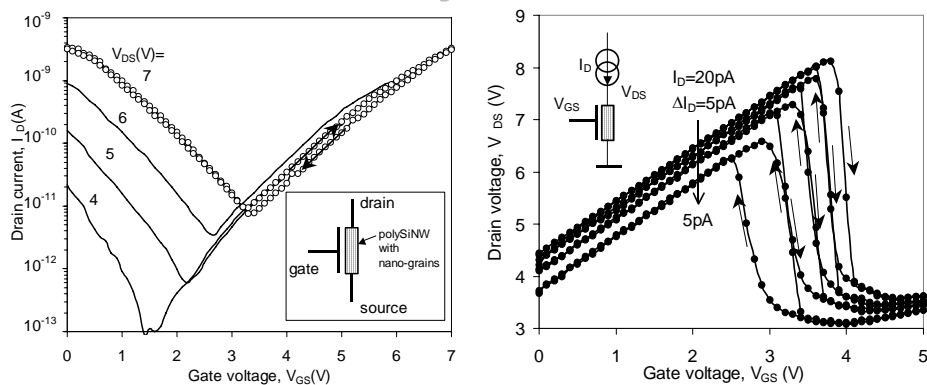 10^-9
10^-9
10^-10
10^-11
10^-12
10^-13
Drain current, I_D(A)
V_DS(V)=
7
6
5
4
drain
polySiNW
with
nano-grains
gate
source
0 1 2 3 4 5 6 7
Gate voltage, V_GS(V)
9
8
7
6
5
4
3
Drain voltage, V_DS (V)
I_D
V_DS
V_GS
I_D=20pA
ΔI_D=5pA
5pA
0 1 2 3 4 5
Gate voltage, V_GS (V)